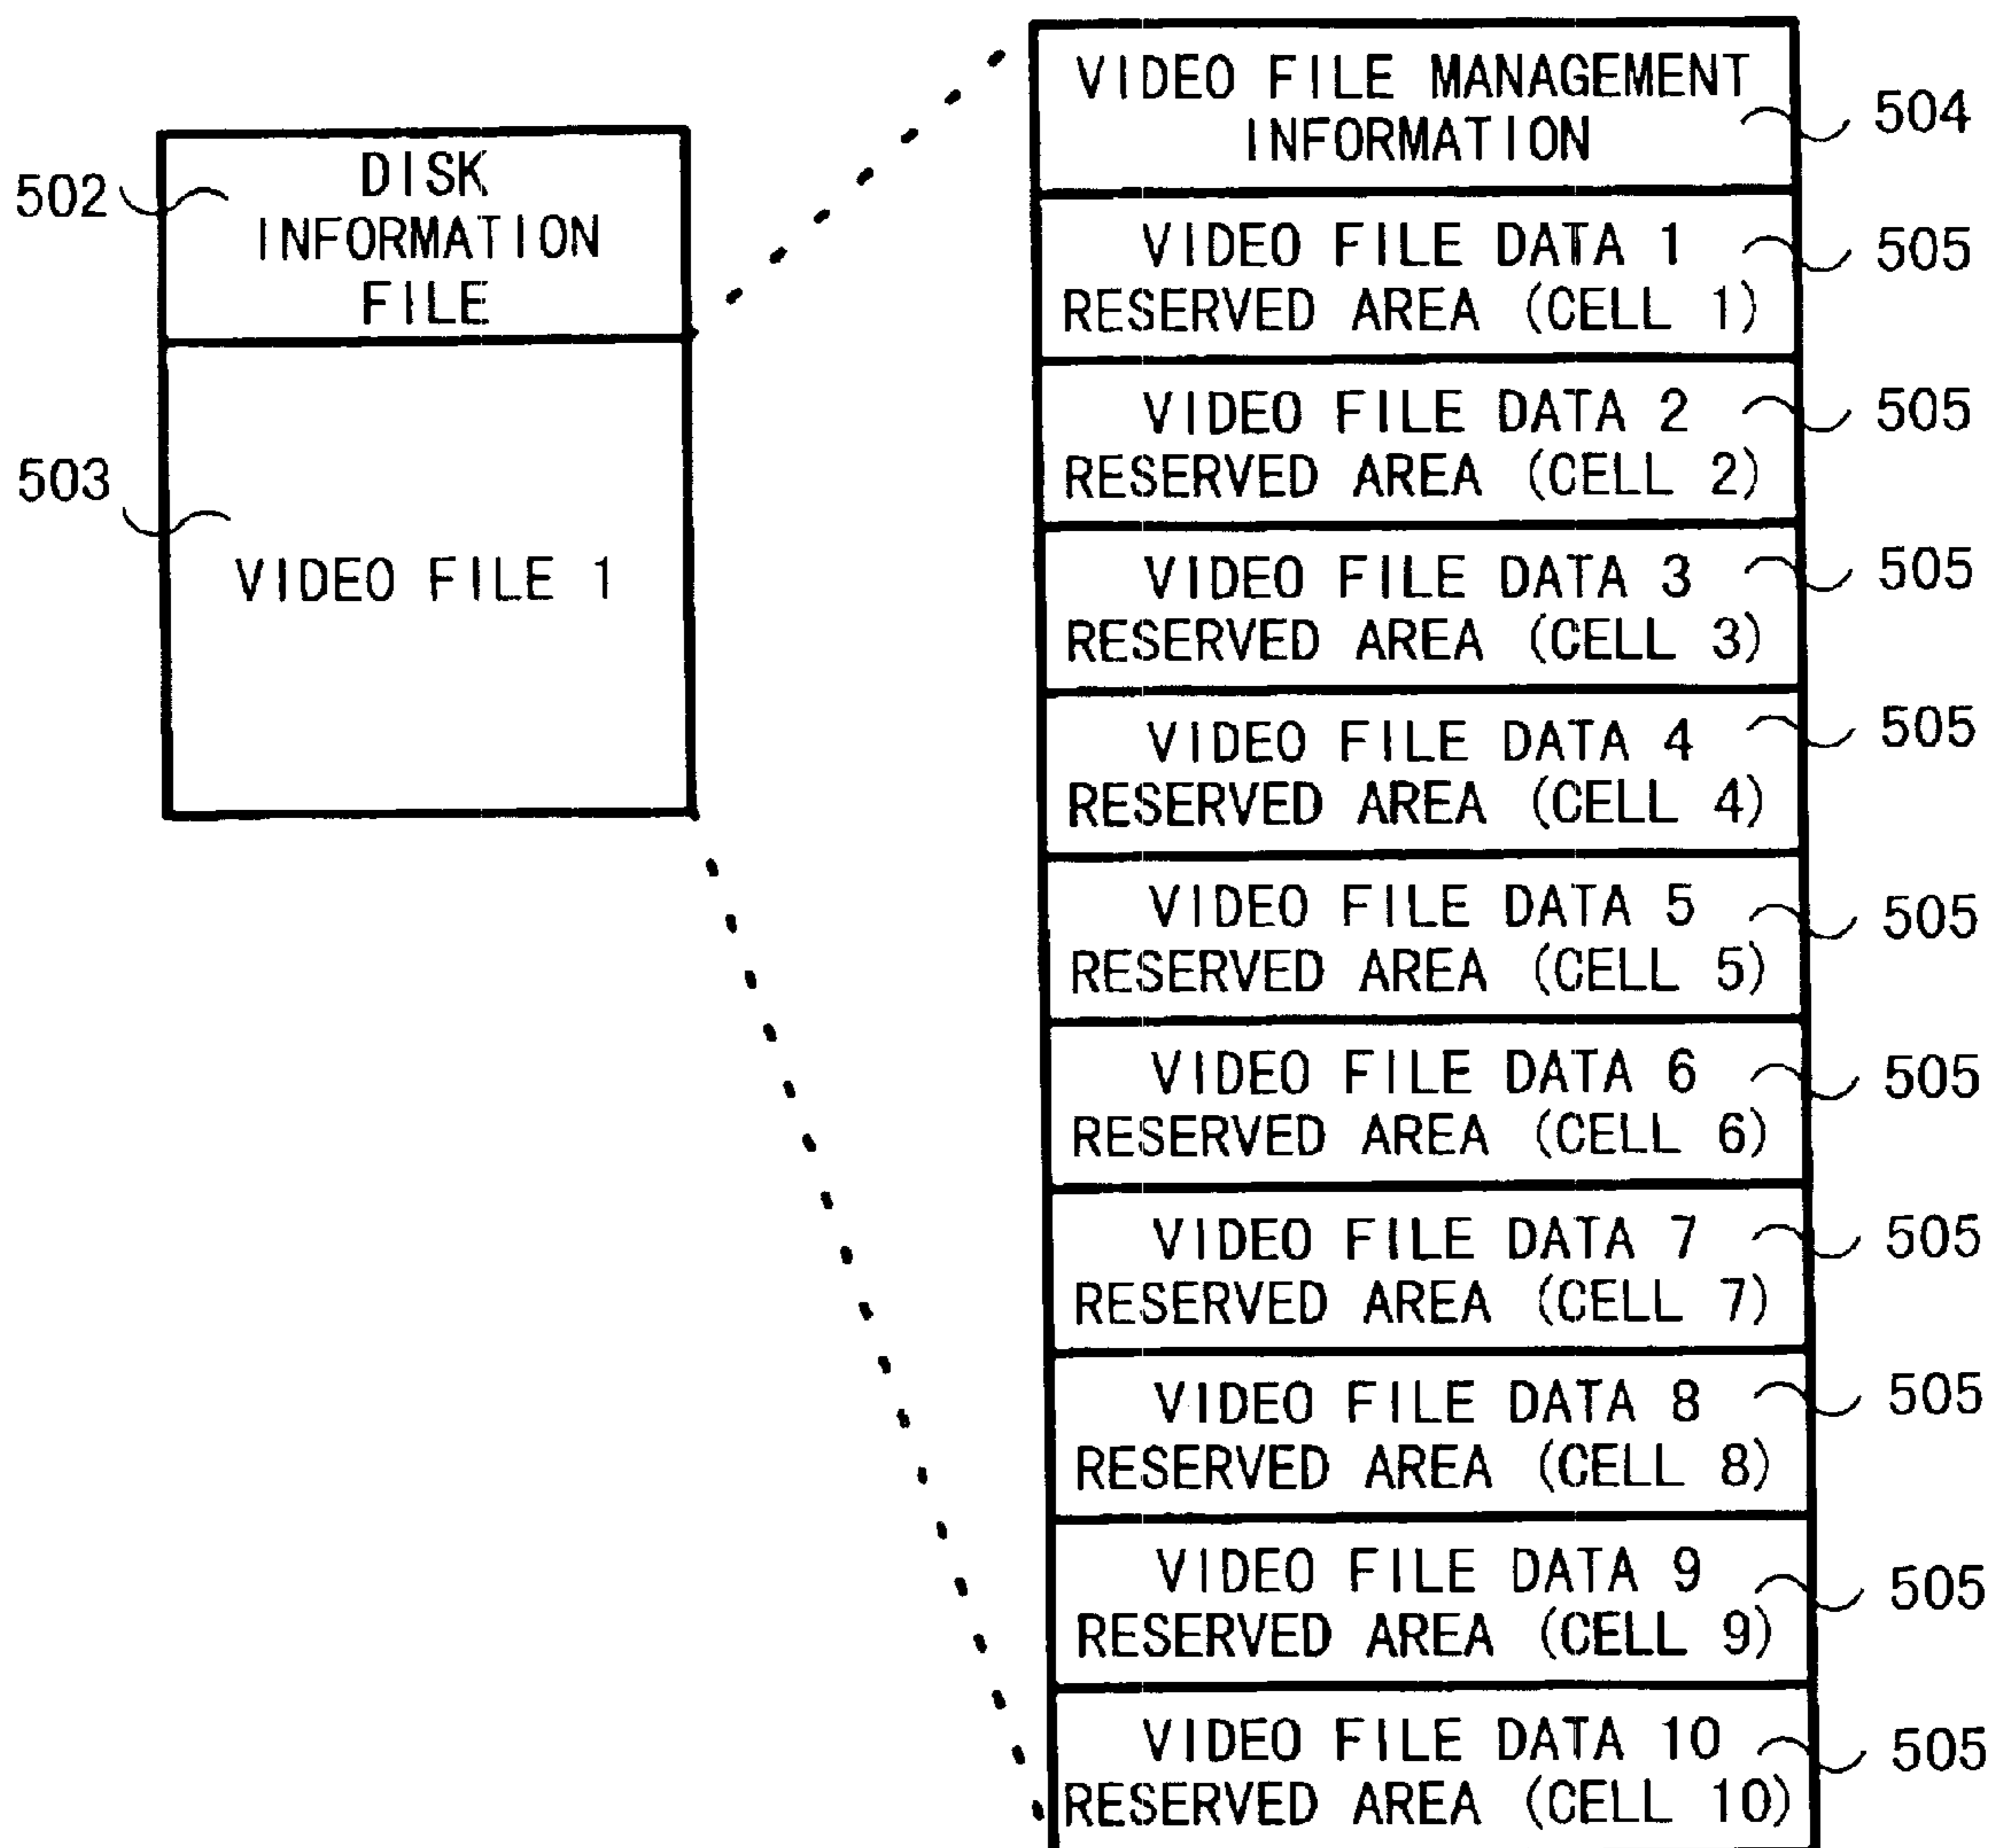 502
DISK
INFORMATION
FILE
503
VIDEO FILE 1
VIDEO FILE MANAGEMENT
INFORMATION
504
VIDEO FILE DATA 1
RESERVED AREA (CELL 1)
505
VIDEO FILE DATA 2
RESERVED AREA (CELL 2)
505
VIDEO FILE DATA 3
RESERVED AREA (CELL 3)
505
VIDEO FILE DATA 4
RESERVED AREA (CELL 4)
505
VIDEO FILE DATA 5
RESERVED AREA (CELL 5)
505
VIDEO FILE DATA 6
RESERVED AREA (CELL 6)
505
VIDEO FILE DATA 7
RESERVED AREA (CELL 7)
505
VIDEO FILE DATA 8
RESERVED AREA (CELL 8)
505
VIDEO FILE DATA 9
RESERVED AREA (CELL 9)
505
VIDEO FILE DATA 10
RESERVED AREA (CELL 10)
505